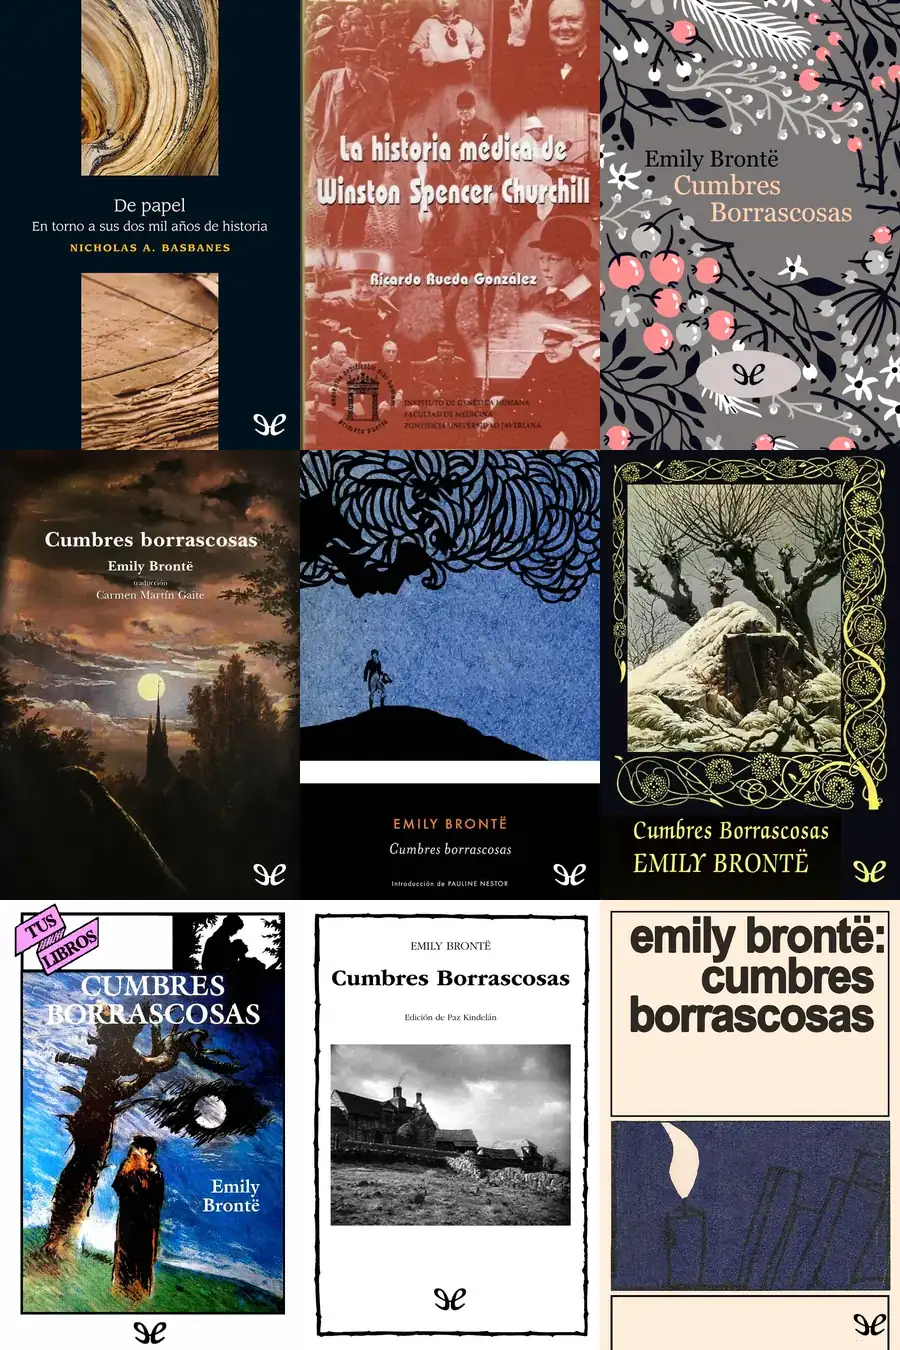 De papel
En torno a sus dos mil años de historia
NICHOLAS A. BASBANES
La historia médica de
Winston Spencer Churchill
Ricardo Rueda González
INSTITUTO DE GENÉTICA HUMANA
FACULTAD DE MEDICINA
PONTIFICIA UNIVERSIDAD JAVERIANA
Emily Brontë
Cumbres
Borrascosas
Cumbres borrascosas
Emily Brontë
traducción
Carmen Martín Gaite
EMILY BRONTË
Cumbres borrascosas
Introducción de PAULINE NESTOR
Cumbres Borrascosas
EMILY BRONTË
TUS
LIBROS
CUMBRES
BORRASCOSAS
Emily
Brontë
EMILY BRONTË
Cumbres Borrascosas
Edición de Paz Kindelán
emily brontë:
cumbres
borrascosas